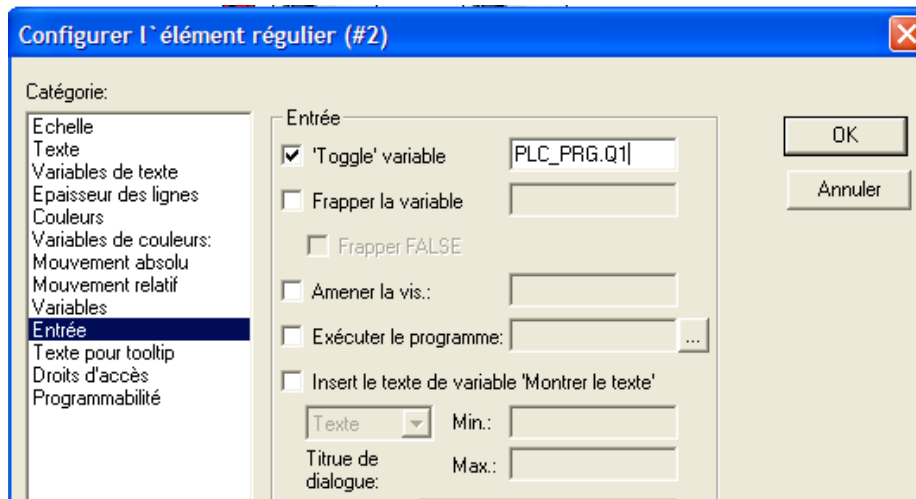 Configurer l`élément régulier (#2)
Catégorie:
Echelle
Texte
Variables de texte
Epaisseur des lignes
Couleurs
Variables de couleurs:
Mouvement absolu
Mouvement relatif
Variables
Entrée
Texte pour tooltip
Droits d'accès
Programmabilité
Entrée
'Toggle' variable PLC_PRG.Q1
Frapper la variable
Frapper FALSE
Amener la vis.:
Exécuter le programme: ...
Insert le texte de variable 'Montrer le texte'
Texte Min.:
Titrue de Max.:
dialogue:
OK
Annuler